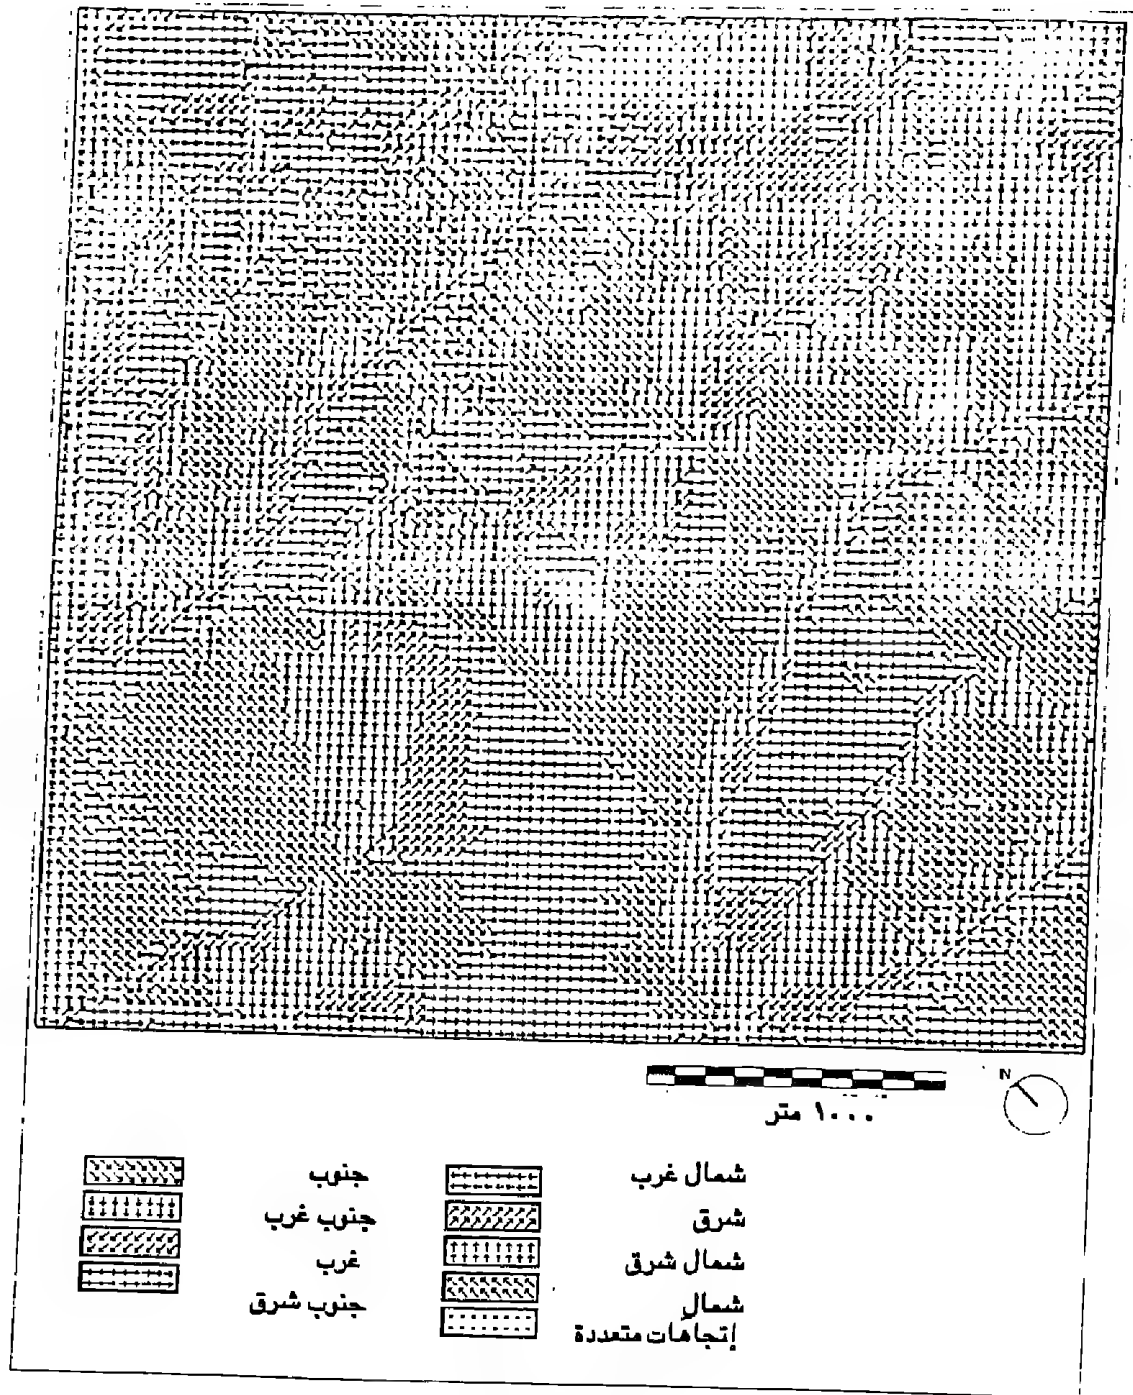 N
١٠٠٠ متر
شمال غرب
شرق
شمال شرق
شمال
إتجاهات متعددة
جنوب
جنوب غرب
غرب
جنوب شرق